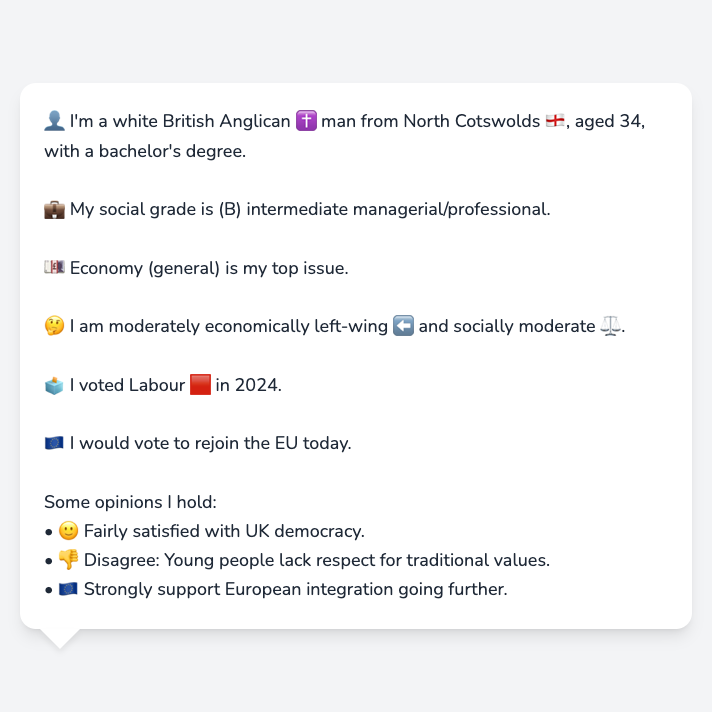 👤 I'm a white British Anglican ✝️ man from North Cotswolds 🏴󠁧󠁢󠁥󠁮󠁧󠁿, aged 34,
with a bachelor's degree.
💼 My social grade is (B) intermediate managerial/professional.
💷 Economy (general) is my top issue.
🤔 I am moderately economically left-wing ⬅️ and socially moderate ⚖️.
🗳️ I voted Labour 🟥 in 2024.
🇪🇺 I would vote to rejoin the EU today.
Some opinions I hold:
• 🙂 Fairly satisfied with UK democracy.
• 👎 Disagree: Young people lack respect for traditional values.
• 🇪🇺 Strongly support European integration going further.